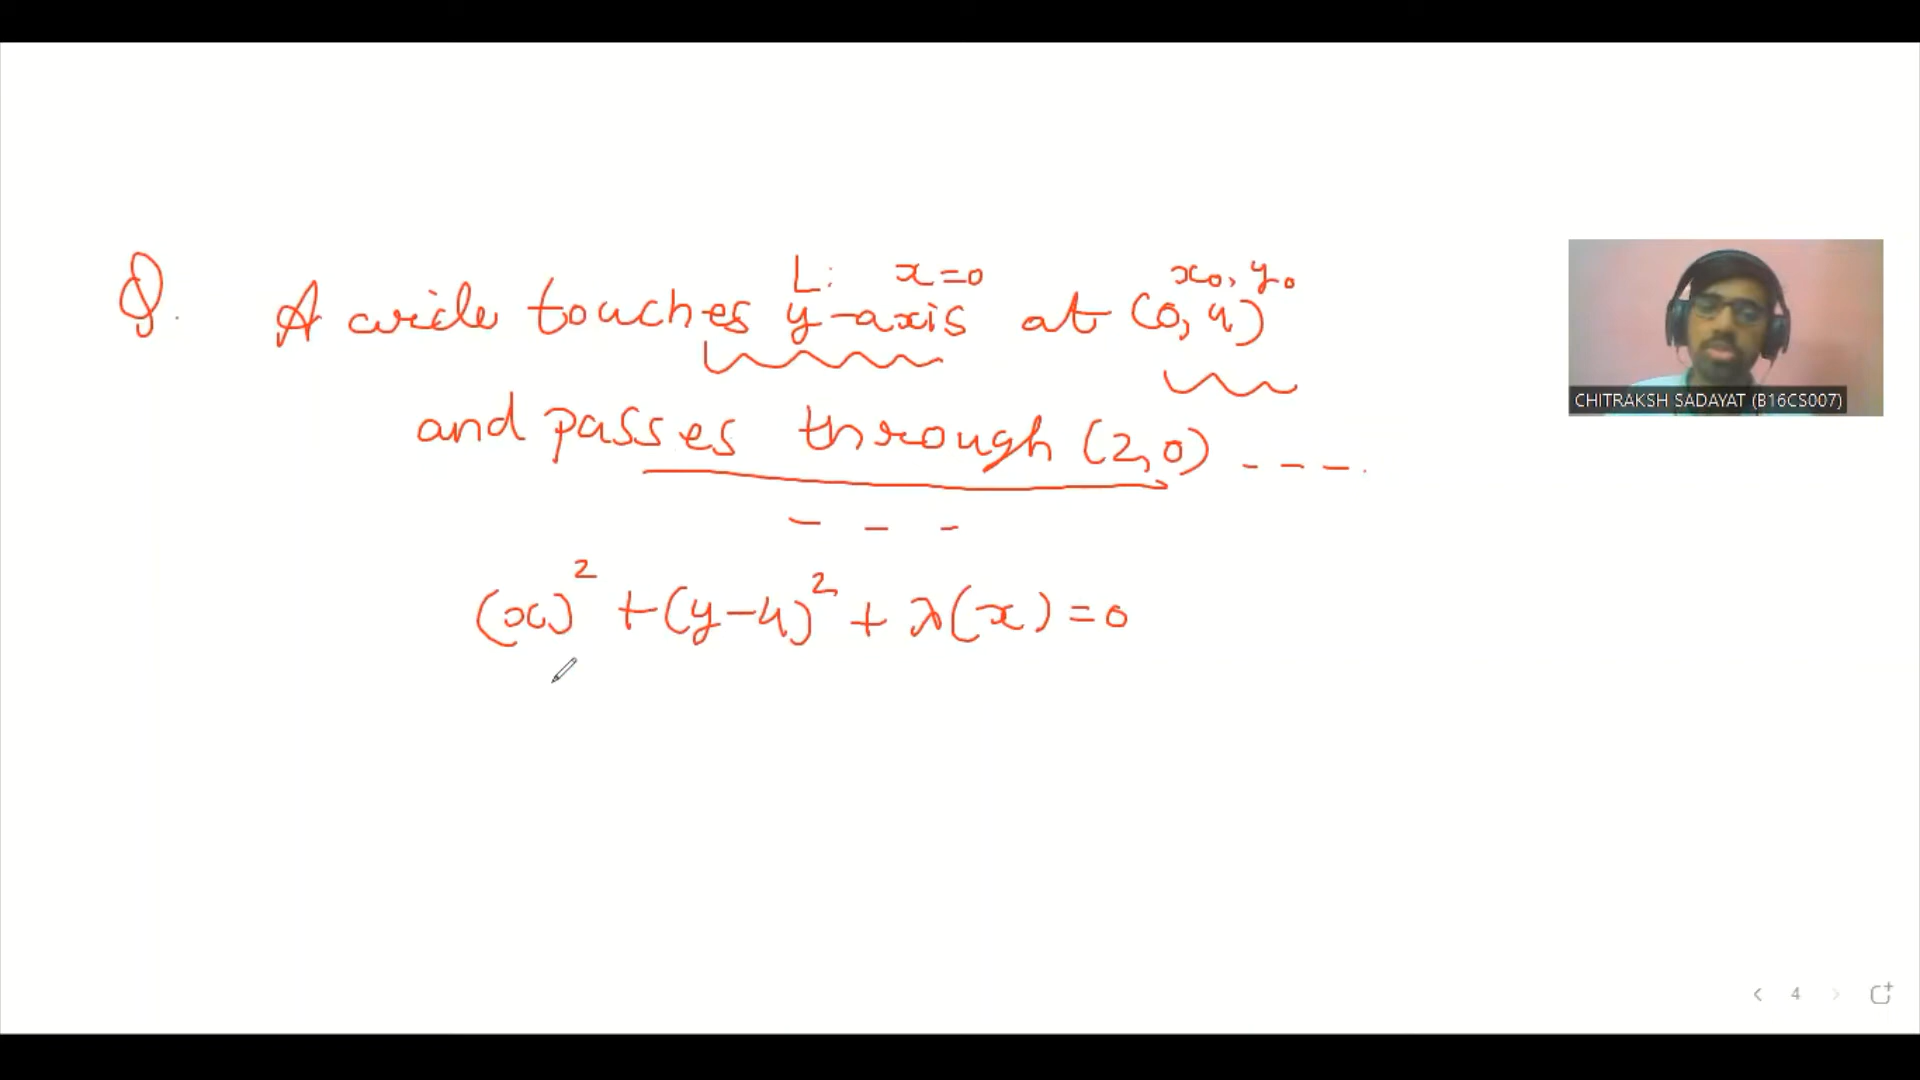 L: x=0 x₀, y₀
Q. A circle touches y-axis at (0,4)
and passes through (2,0) - - - .
- - -
(x)² + (y-4)² + λ(x) = 0
CHITRAKSH SADAYAT (B16CS007)
< 4 >